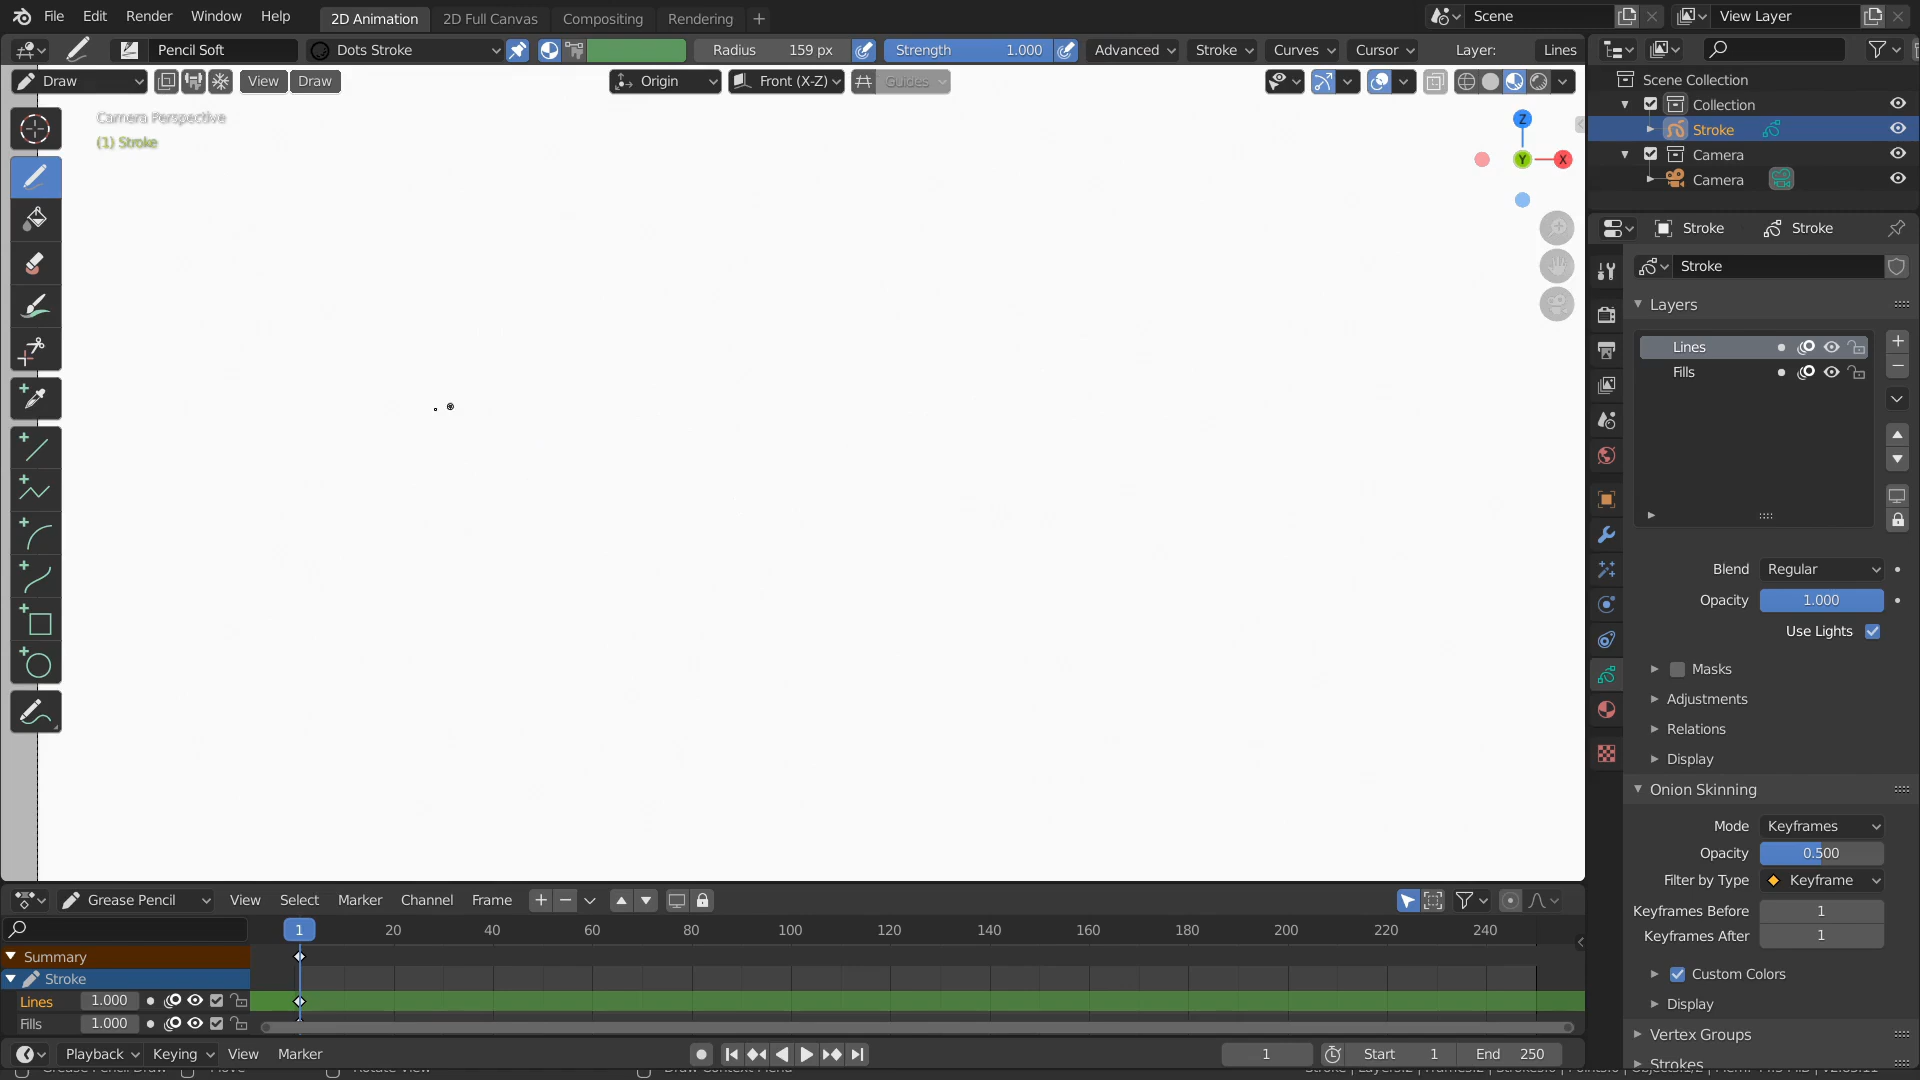 File Edit Render Window Help 2D Animation 2D Full Canvas Compositing Rendering + Scene View Layer
Pencil Soft Dots Stroke Radius 159 px Strength 1.000 Advanced Stroke Curves Cursor Layer: Lines
Draw View Draw Origin Front (X-Z) Guides
Camera Perspective
(1) Stroke
Z
Y
X
Scene Collection
Collection
Stroke
Camera
Camera
Stroke Stroke
Stroke
Layers
Lines
Fills
Blend Regular
Opacity 1.000
Use Lights
Masks
Adjustments
Relations
Display
Onion Skinning
Mode Keyframes
Opacity 0.500
Filter by Type Keyframe
Keyframes Before 1
Keyframes After 1
Custom Colors
Display
Vertex Groups
Strokes
Grease Pencil View Select Marker Channel Frame
1 20 40 60 80 100 120 140 160 180 200 220 240
Summary
Stroke
Lines 1.000
Fills 1.000
Playback Keying View Marker 1 Start 1 End 250